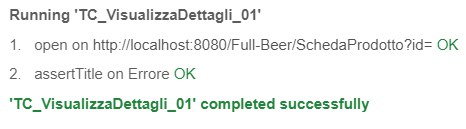 Running 'TC_VisualizzaDettagli_01'
1. open on http://localhost:8080/Full-Beer/SchedaProdotto?id= OK
2. assertTitle on Errore OK
'TC_VisualizzaDettagli_01' completed successfully